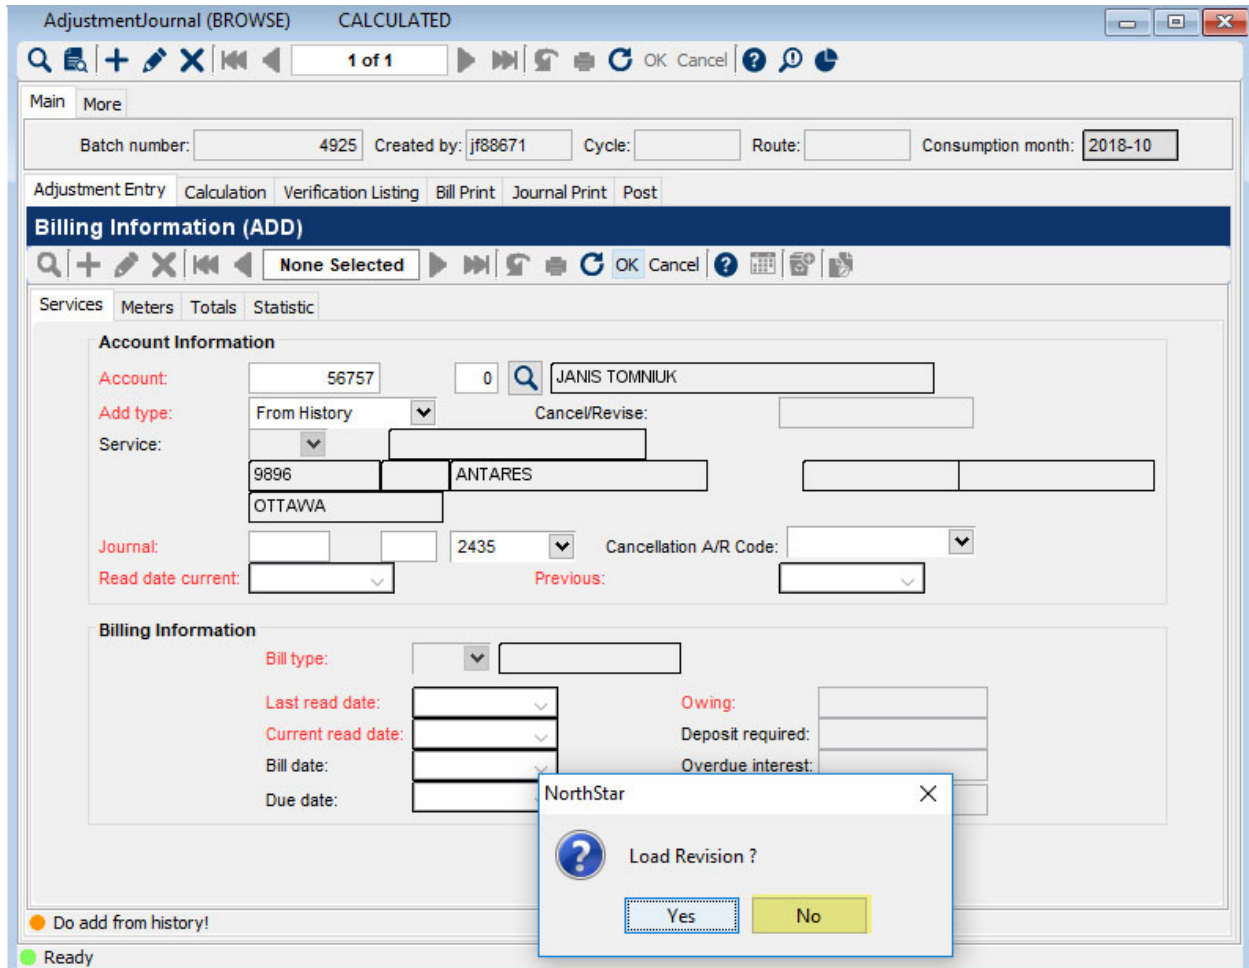 AdjustmentJournal (BROWSE) CALCULATED
1 of 1 OK Cancel
Main More
Batch number: 4925 Created by: jf88671 Cycle: Route: Consumption month: 2018-10
Adjustment Entry Calculation Verification Listing Bill Print Journal Print Post
Billing Information (ADD)
None Selected OK Cancel
Services Meters Totals Statistic
Account Information
Account: 56757 0 JANIS TOMNIUK
Add type: From History Cancel/Revise:
Service:
9896 ANTARES
OTTAWA
Journal: 2435 Cancellation A/R Code:
Read date current: Previous:
Billing Information
Bill type:
Last read date: Owing:
Current read date: Deposit required:
Bill date: Overdue interest:
Due date:
NorthStar
Load Revision ?
Yes No
Do add from history!
Ready